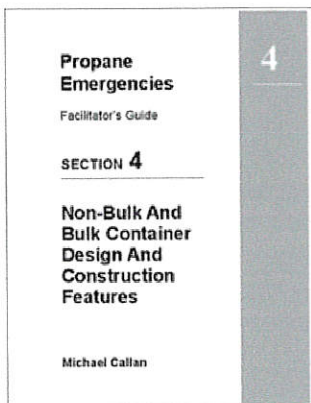 Propane
Emergencies
Facilitator's Guide
SECTION 4
Non-Bulk And
Bulk Container
Design And
Construction
Features
Michael Callan
4